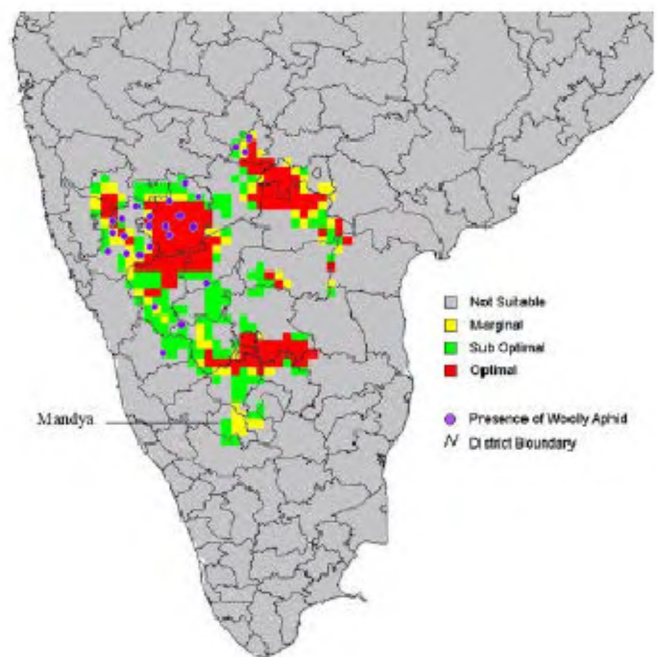 Not Suitable
Marginal
Sub Optimal
Optimal
Mandya
Presence of Woolly Aphid
District Boundary